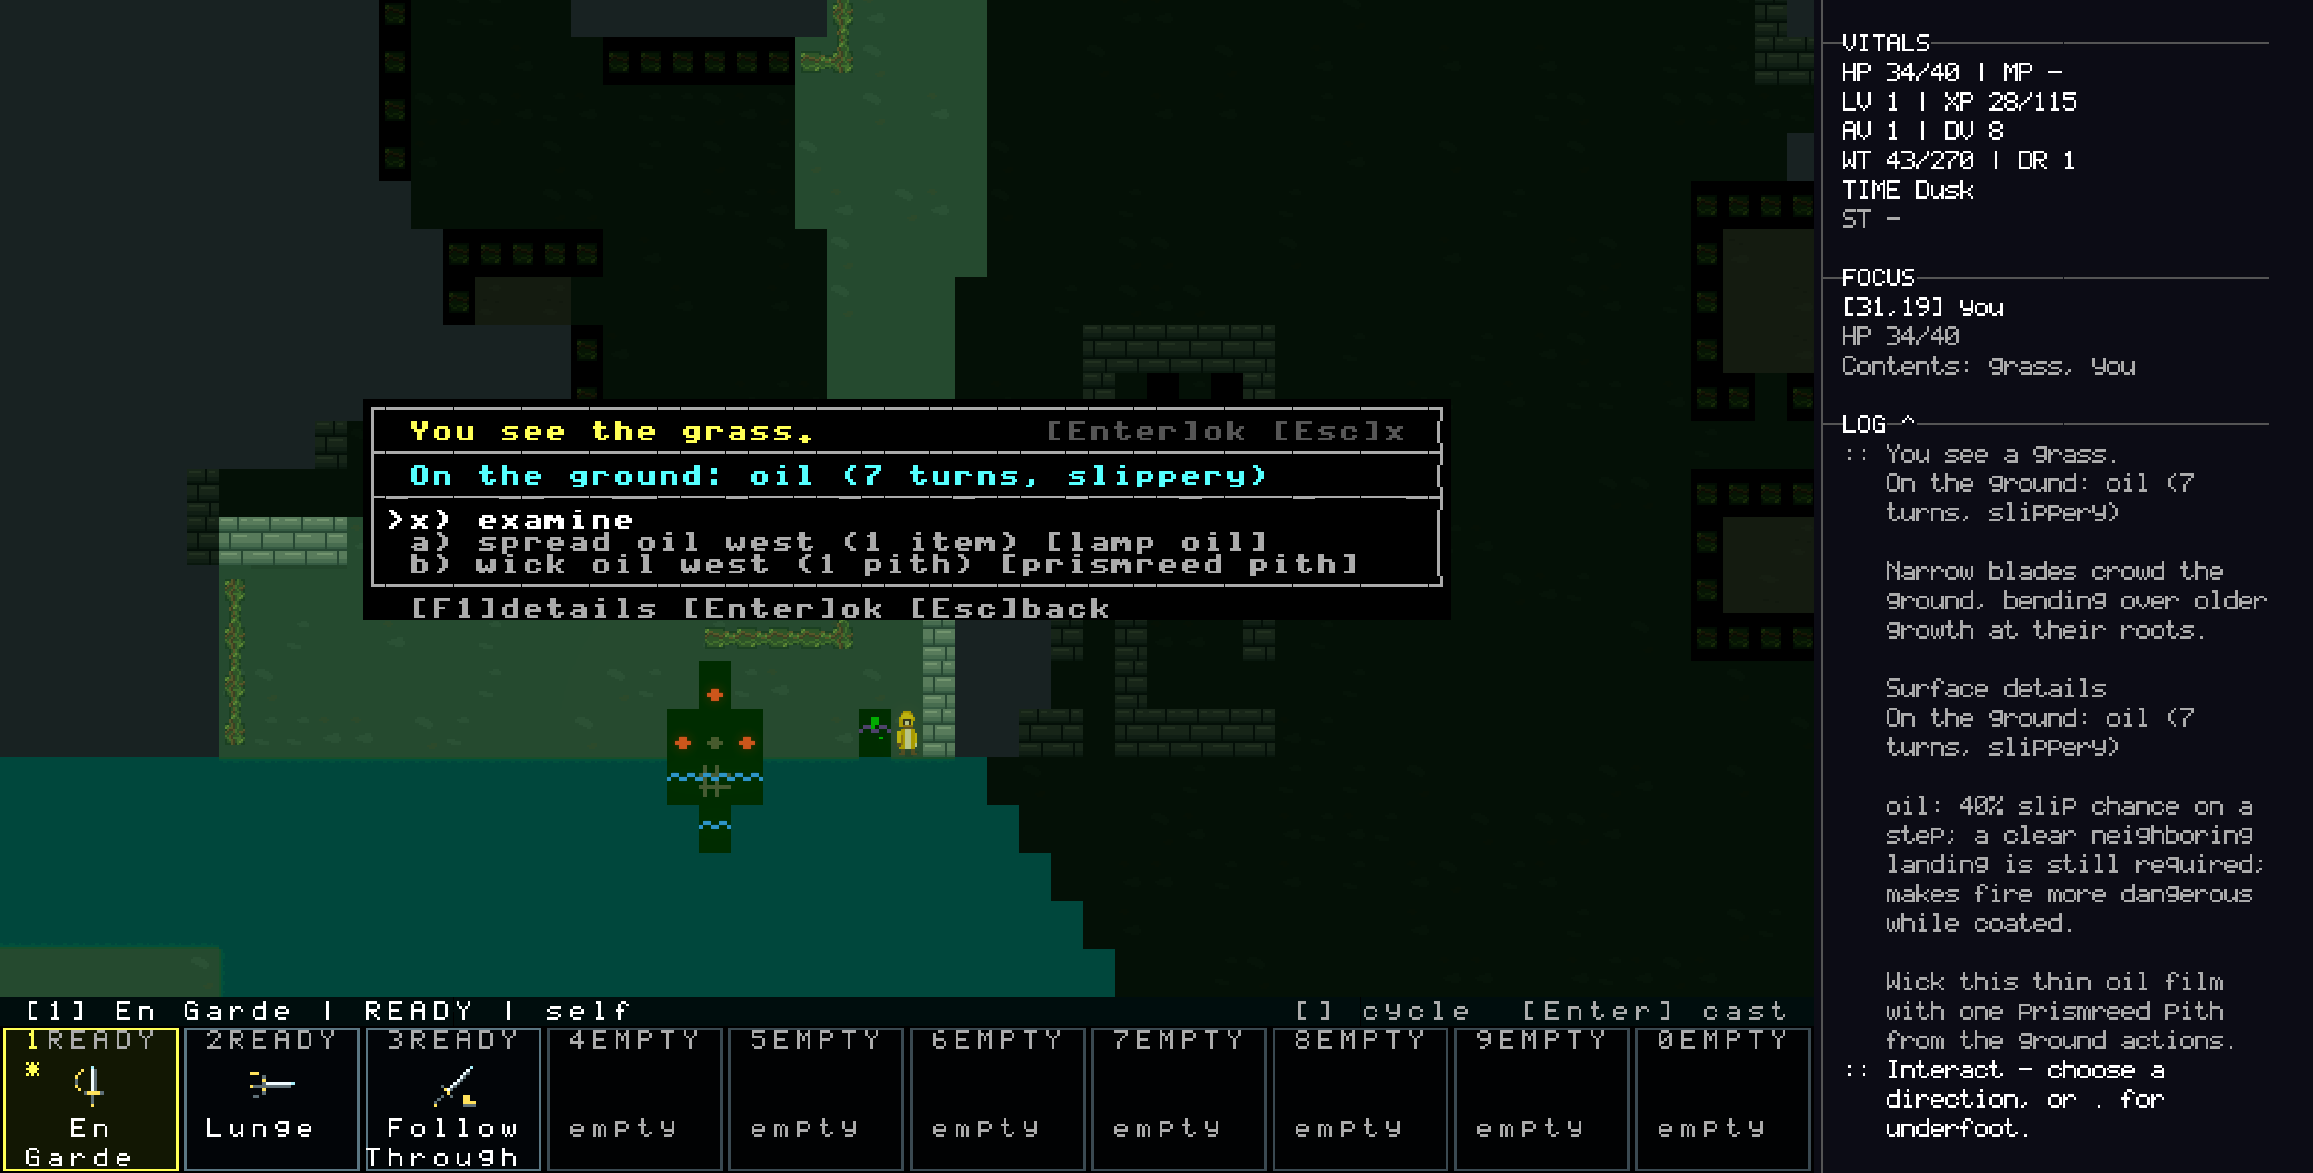 You see the grass. [Enter]ok [Esc]x
On the ground: oil (7 turns, slippery)
>x) examine
a) spread oil west (1 item) [lamp oil]
b) wick oil west (1 pith) [prismreed pith]
[F1]details [Enter]ok [Esc]back
[1] En Garde | READY | self [] cycle [Enter] cast
1READY 2READY 3READY 4EMPTY 5EMPTY 6EMPTY 7EMPTY 8EMPTY 9EMPTY 0EMPTY
*
En Lunge Follow empty empty empty empty empty empty empty
Garde Through
VITALS
HP 34/40 | MP -
LV 1 | XP 28/115
AV 1 | DV 8
WT 43/270 | DR 1
TIME Dusk
ST -
FOCUS
[31,19] You
HP 34/40
Contents: grass, You
LOG ^
:: You see a grass.
On the ground: oil (7
turns, slippery)
Narrow blades crowd the
ground, bending over older
growth at their roots.
Surface details
On the ground: oil (7
turns, slippery)
oil: 40% slip chance on a
step; a clear neighboring
landing is still required;
makes fire more dangerous
while coated.
Wick this thin oil film
with one Prismreed Pith
from the ground actions.
:: Interact - choose a
direction, or . for
underfoot.